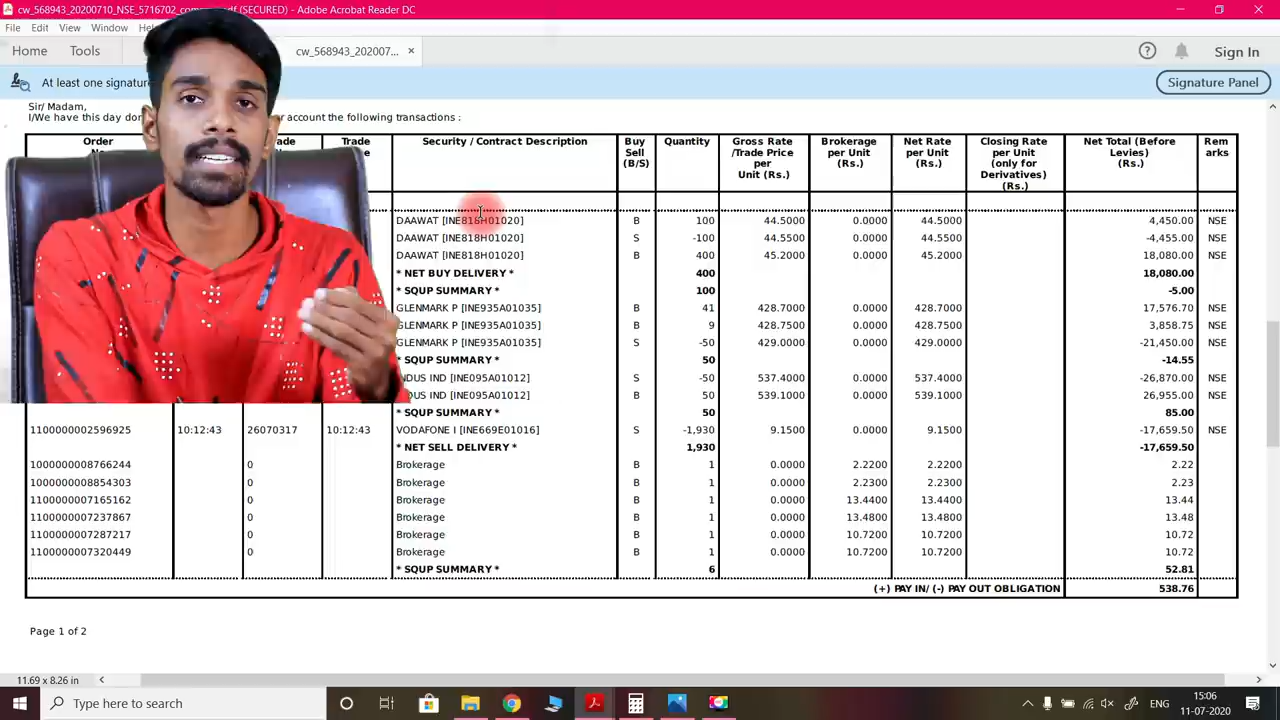 cw_568943_20200710_NSE_5716702_com df (SECURED) - Adobe Acrobat Reader DC
File Edit View Window
Home Tools cw_568943_202007... × ? Sign In
At least one signature Signature Panel
Sir/ Madam,
I/We have this day don r account the following transactions :
Order Trade Security / Contract Description Buy Sell (B/S) Quantity Gross Rate /Trade Price per Unit (Rs.) Brokerage per Unit (Rs.) Net Rate per Unit (Rs.) Closing Rate per Unit (only for Derivatives) (Rs.) Net Total (Before Levies) (Rs.) Rem arks
DAAWAT [INE818H01020] B 100 44.5000 0.0000 44.5000 4,450.00 NSE
DAAWAT [INE818H01020] S -100 44.5500 0.0000 44.5500 -4,455.00 NSE
DAAWAT [INE818H01020] B 400 45.2000 0.0000 45.2000 18,080.00 NSE
* NET BUY DELIVERY * 400 18,080.00
* SQUP SUMMARY * 100 -5.00
GLENMARK P [INE935A01035] B 41 428.7000 0.0000 428.7000 17,576.70 NSE
GLENMARK P [INE935A01035] B 9 428.7500 0.0000 428.7500 3,858.75 NSE
GLENMARK P [INE935A01035] S -50 429.0000 0.0000 429.0000 -21,450.00 NSE
* SQUP SUMMARY * 50 -14.55
NDUS IND [INE095A01012] S -50 537.4000 0.0000 537.4000 -26,870.00 NSE
DUS IND [INE095A01012] B 50 539.1000 0.0000 539.1000 26,955.00 NSE
* SQUP SUMMARY * 50 85.00
1100000002596925 10:12:43 26070317 10:12:43 VODAFONE I [INE669E01016] S -1,930 9.1500 0.0000 9.1500 -17,659.50 NSE
* NET SELL DELIVERY * 1,930 -17,659.50
1000000008766244 0 Brokerage B 1 0.0000 2.2200 2.2200 2.22
1000000008854303 0 Brokerage B 1 0.0000 2.2300 2.2300 2.23
1100000007165162 0 Brokerage B 1 0.0000 13.4400 13.4400 13.44
1100000007237867 0 Brokerage B 1 0.0000 13.4800 13.4800 13.48
1100000007287217 0 Brokerage B 1 0.0000 10.7200 10.7200 10.72
1100000007320449 0 Brokerage B 1 0.0000 10.7200 10.7200 10.72
* SQUP SUMMARY * 6 52.81
(+) PAY IN/ (-) PAY OUT OBLIGATION 538.76
Page 1 of 2
11.69 x 8.26 in
Type here to search ENG 15:06
11-07-2020